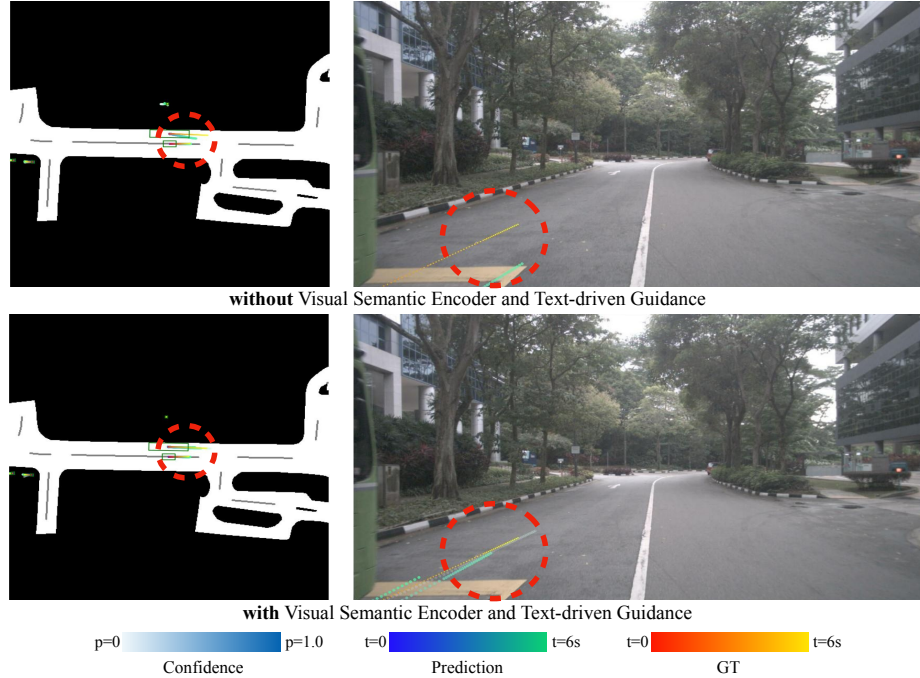 without Visual Semantic Encoder and Text-driven Guidance
with Visual Semantic Encoder and Text-driven Guidance
p=0 p=1.0 t=0 t=6s t=0 t=6s
Confidence Prediction GT